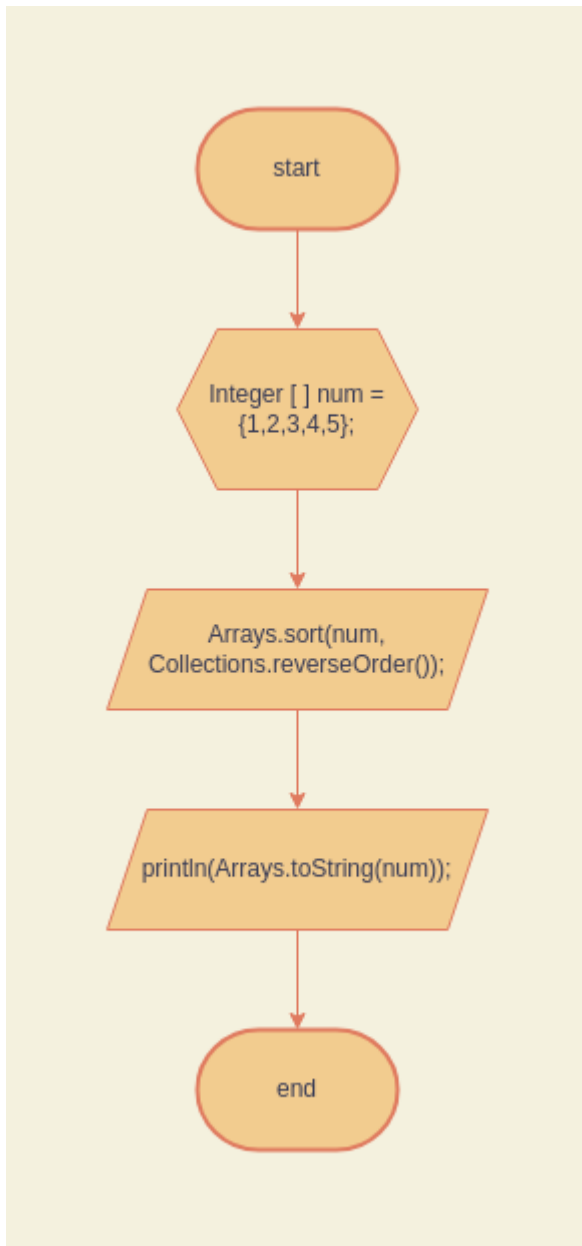 start
Integer [ ] num =
{1,2,3,4,5};
Arrays.sort(num,
Collections.reverseOrder());
println(Arrays.toString(num));
end